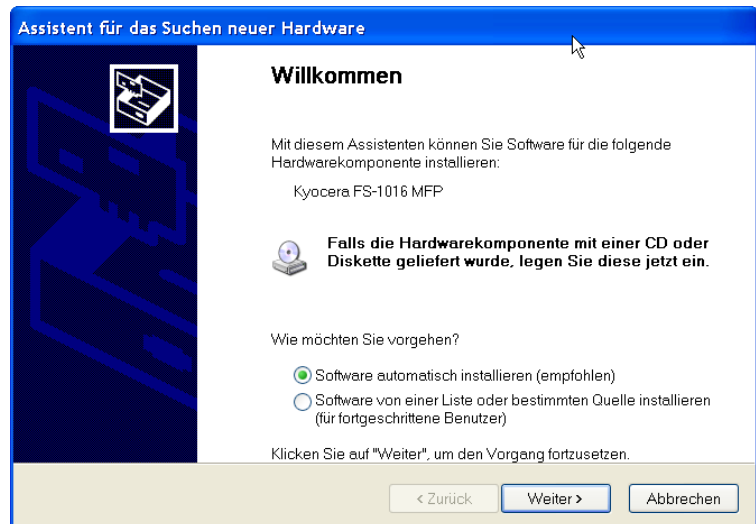 Assistent für das Suchen neuer Hardware
Willkommen
Mit diesem Assistenten können Sie Software für die folgende
Hardwarekomponente installieren:
Kyocera FS-1016 MFP
Falls die Hardwarekomponente mit einer CD oder
Diskette geliefert wurde, legen Sie diese jetzt ein.
Wie möchten Sie vorgehen?
Software automatisch installieren (empfohlen)
Software von einer Liste oder bestimmten Quelle installieren
(für fortgeschrittene Benutzer)
Klicken Sie auf "Weiter", um den Vorgang fortzusetzen.
< Zurück Weiter > Abbrechen